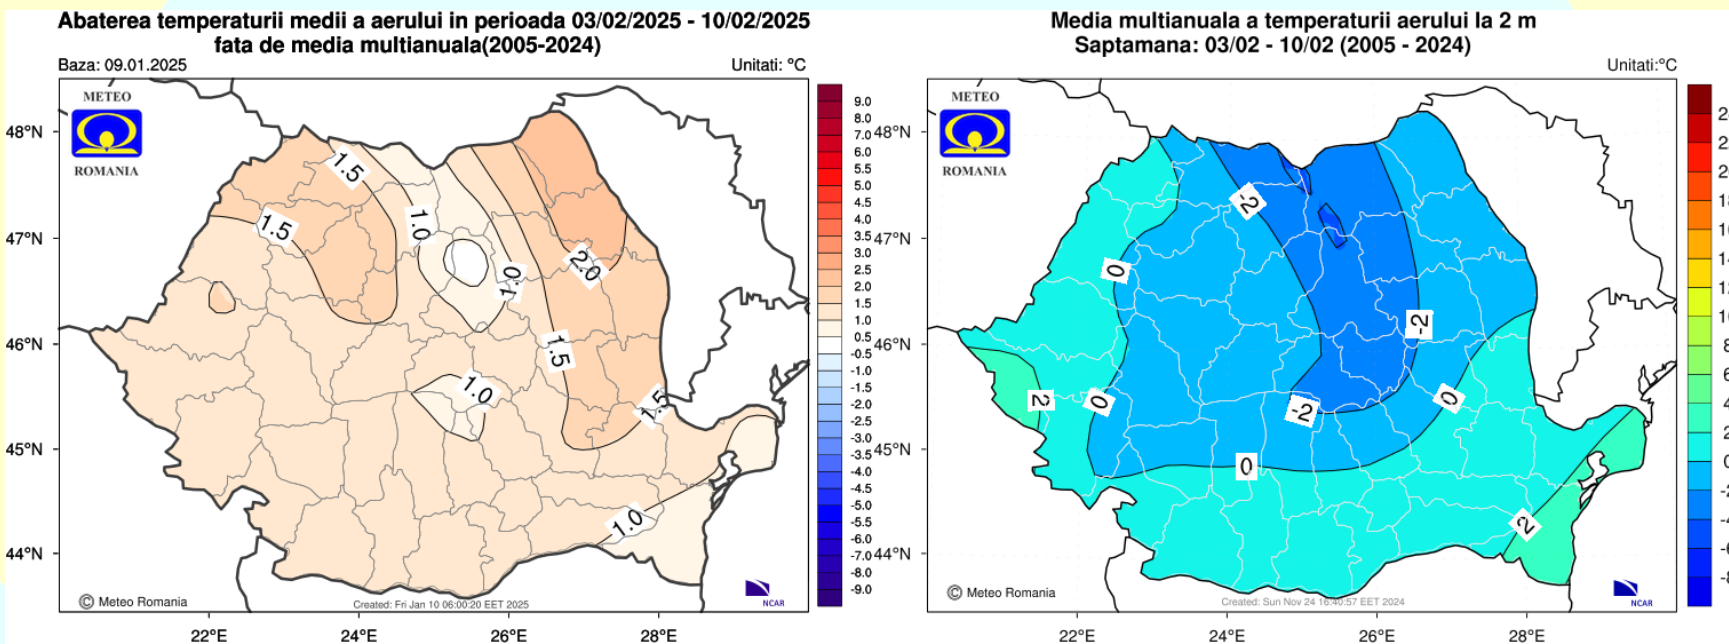 Abaterea temperaturii medii a aerului in perioada 03/02/2025 - 10/02/2025
fata de media multianuala(2005-2024)
Baza: 09.01.2025
Unitati: °C
METEO
ROMANIA
48°N
47°N
46°N
45°N
44°N
22°E
24°E
26°E
28°E
1.5
1.5
1.0
1.0
2.0
1.5
1.0
1.5
1.0
9.0
8.0
7.0
6.0
5.5
5.0
4.5
4.0
3.5
3.0
2.5
2.0
1.5
1.0
0.5
-0.5
-1.0
-1.5
-2.0
-2.5
-3.0
-3.5
-4.0
-4.5
-5.0
-5.5
-6.0
-7.0
-8.0
-9.0
© Meteo Romania
Created: Fri Jan 10 06:00:20 EET 2025
NCAR
Media multianuala a temperaturii aerului la 2 m
Saptamana: 03/02 - 10/02 (2005 - 2024)
Unitati:°C
METEO
ROMANIA
48°N
47°N
46°N
45°N
44°N
22°E
24°E
26°E
28°E
-2
0
-2
2
0
-2
0
0
2
8
6
4
2
0
-2
© Meteo Romania
Created: Sun Nov 24 16:40:57 EET 2024
NCAR